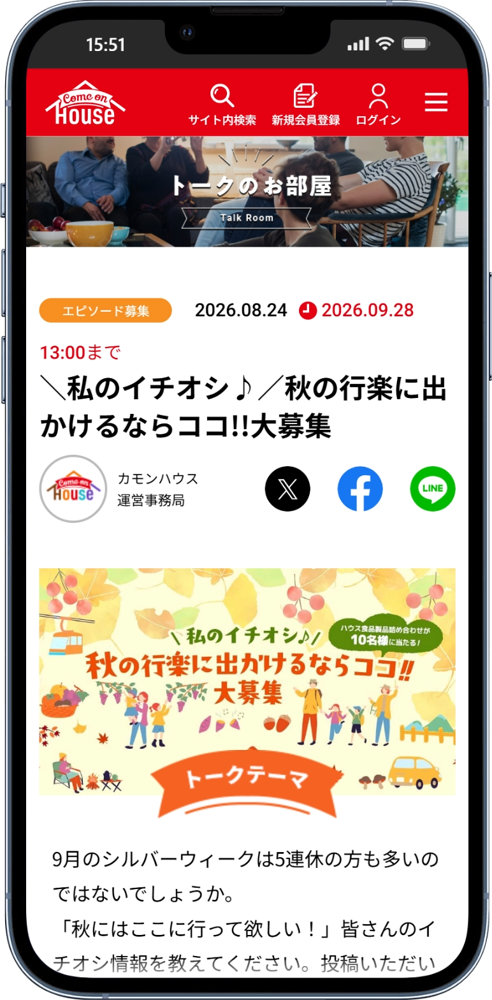 15:51
Come on
House
サイト内検索
新規会員登録
ログイン
トークのお部屋
Talk Room
エピソード募集
2026.08.24
2026.09.28
13:00まで
＼私のイチオシ♪／秋の行楽に出
かけるならココ!!大募集
Come on
House
カモンハウス
運営事務局
X
f
LINE
ハウス食品製品詰め合わせが
10名様に当たる！
＼私のイチオシ♪／
秋の行楽に出かけるならココ!!
大募集
トークテーマ
9月のシルバーウィークは5連休の方も多いの
ではないでしょうか。
「秋にはここに行って欲しい！」皆さんのイ
チオシ情報を教えてください。投稿いただい